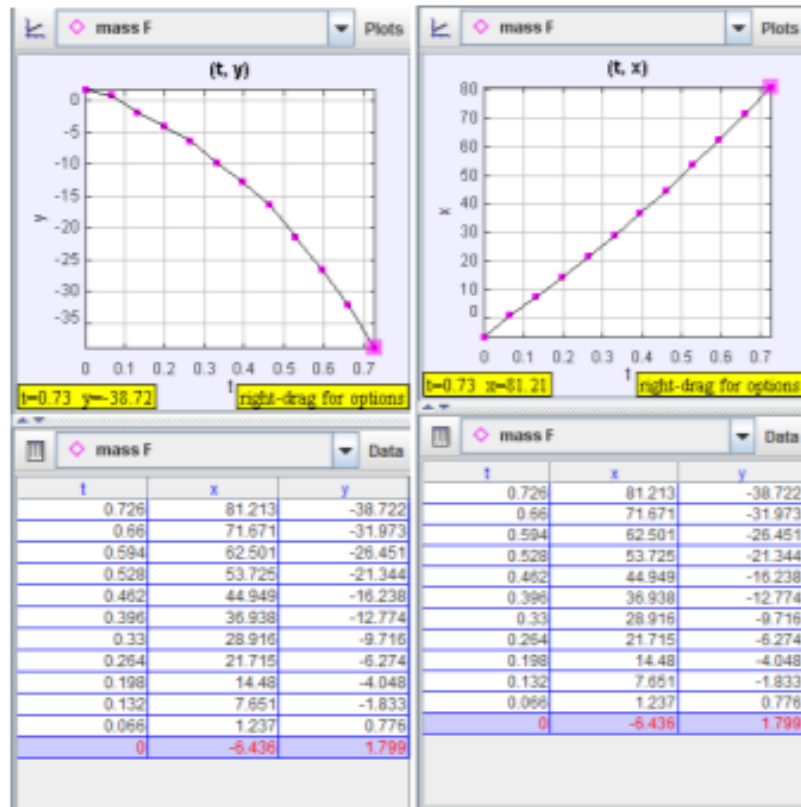 mass F Plots
(t, y)
0
-5
-10
-15
-20
-25
-30
-35
y
0 0.1 0.2 0.3 0.4 0.5 0.6 0.7
t
t=0.73 y=-38.72 right-drag for options
mass F Data
t x y
0.726 81.213 -38.722
0.66 71.671 -31.973
0.594 62.501 -26.451
0.528 53.725 -21.344
0.462 44.949 -16.238
0.396 36.938 -12.774
0.33 28.916 -9.716
0.264 21.715 -6.274
0.198 14.48 -4.048
0.132 7.651 -1.833
0.066 1.237 0.776
0 -6.436 1.799
mass F Plots
(t, x)
80
70
60
50
40
30
20
10
0
x
0 0.1 0.2 0.3 0.4 0.5 0.6 0.7
t
t=0.73 x=81.21 right-drag for options
mass F Data
t x y
0.726 81.213 -38.722
0.66 71.671 -31.973
0.594 62.501 -26.451
0.528 53.725 -21.344
0.462 44.949 -16.238
0.396 36.938 -12.774
0.33 28.916 -9.716
0.264 21.715 -6.274
0.198 14.48 -4.048
0.132 7.651 -1.833
0.066 1.237 0.776
0 -6.436 1.799